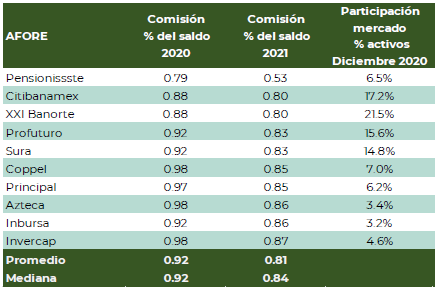 AFORE Comisión % del saldo 2020 Comisión % del saldo 2021 Participación mercado % activos Diciembre 2020
Pensionissste 0.79 0.53 6.5%
Citibanamex 0.88 0.80 17.2%
XXI Banorte 0.88 0.80 21.5%
Profuturo 0.92 0.83 15.6%
Sura 0.92 0.83 14.8%
Coppel 0.98 0.85 7.0%
Principal 0.97 0.85 6.2%
Azteca 0.98 0.86 3.4%
Inbursa 0.92 0.86 3.2%
Invercap 0.98 0.87 4.6%
Promedio 0.92 0.81
Mediana 0.92 0.84